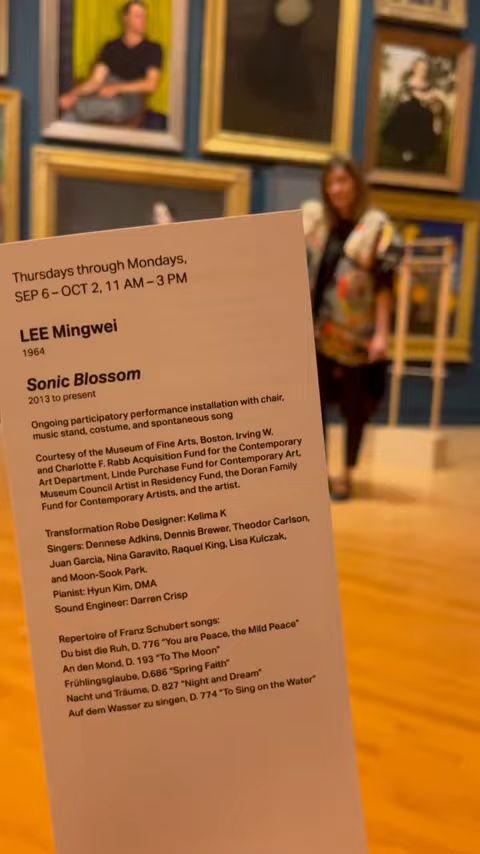 Thursdays through Mondays,
SEP 6 – OCT 2, 11 AM – 3 PM
LEE Mingwei
1964
Sonic Blossom
2013 to present
Ongoing participatory performance installation with chair,
music stand, costume, and spontaneous song
Courtesy of the Museum of Fine Arts, Boston. Irving W.
and Charlotte F. Rabb Acquisition Fund for the Contemporary
Art Department, Linde Purchase Fund for Contemporary Art,
Museum Council Artist in Residency Fund, the Doran Family
Fund for Contemporary Artists, and the artist.
Transformation Robe Designer: Kelima K
Singers: Dennese Adkins, Dennis Brewer, Theodor Carlson,
Juan Garcia, Nina Garavito, Raquel King, Lisa Kulczak,
and Moon-Sook Park.
Pianist: Hyun Kim, DMA
Sound Engineer: Darren Crisp
Repertoire of Franz Schubert songs:
Du bist die Ruh, D. 776 "You are Peace, the Mild Peace"
An den Mond, D. 193 "To The Moon"
Frühlingsglaube, D.686 "Spring Faith"
Nacht und Träume, D. 827 "Night and Dream"
Auf dem Wasser zu singen, D. 774 "To Sing on the Water"